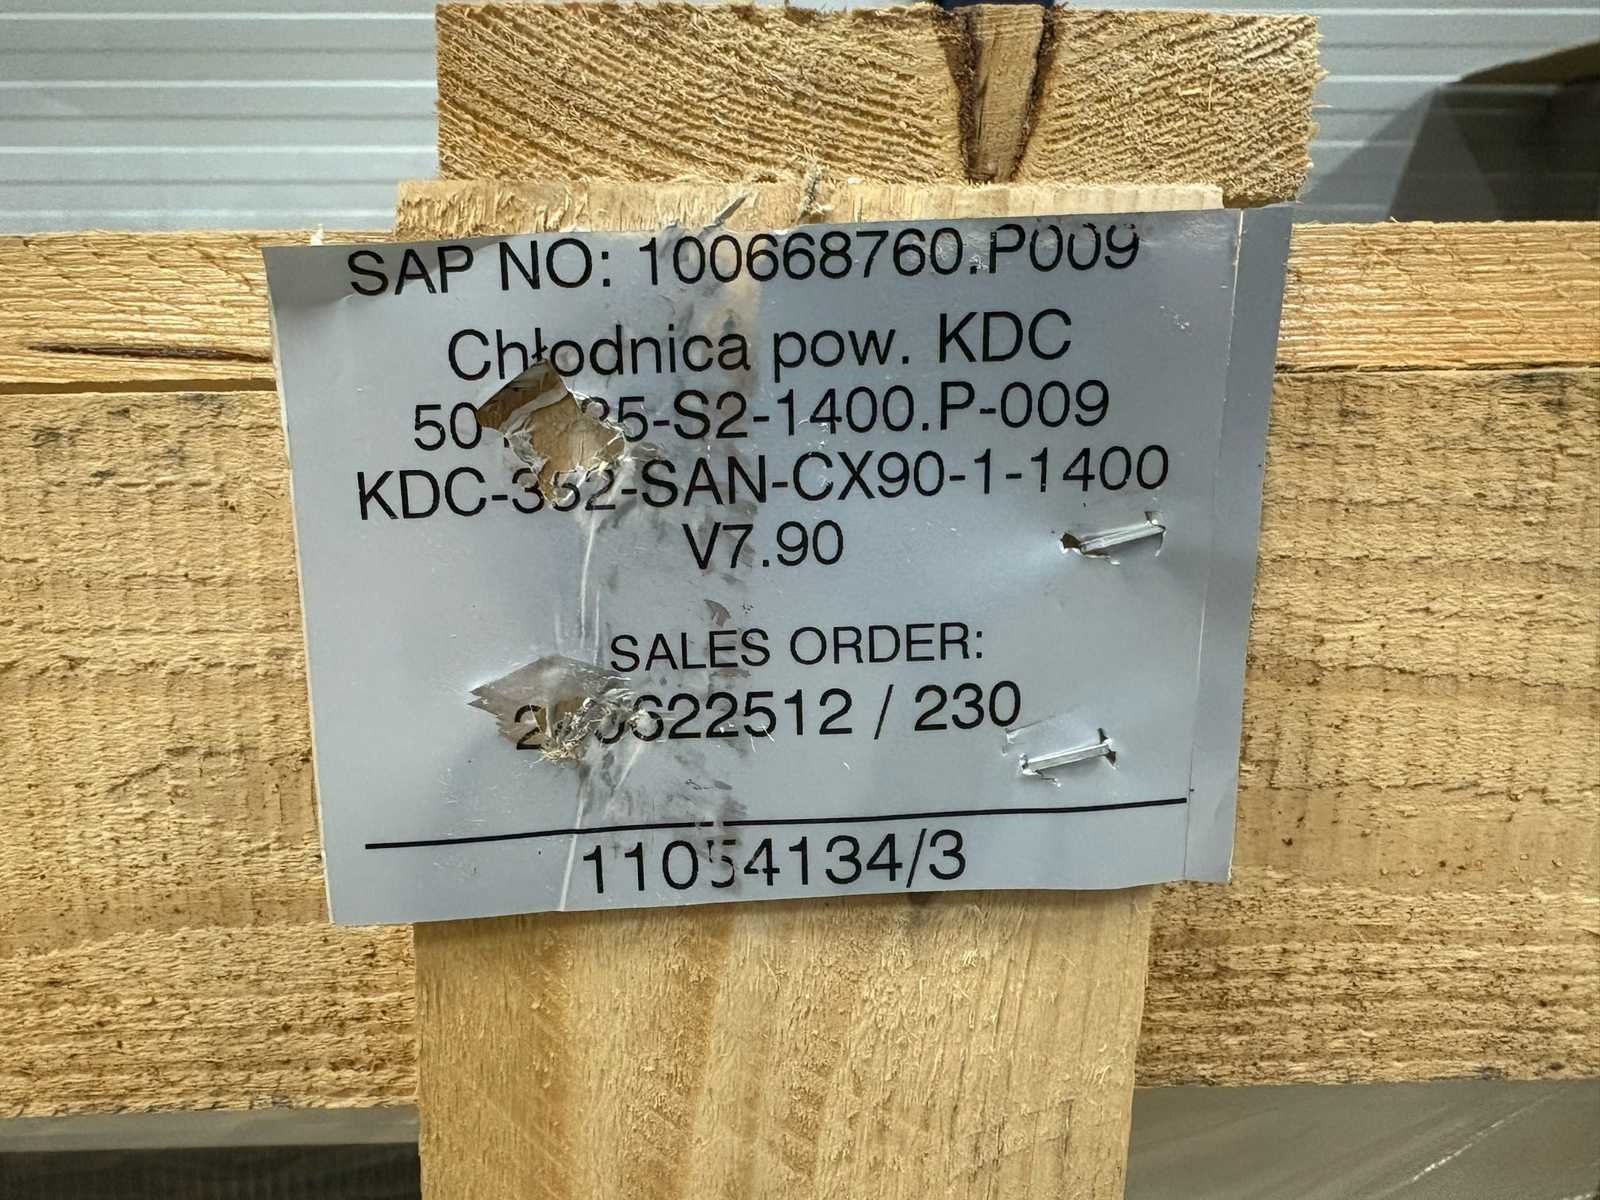 SAP NO: 100668760.P009
Chłodnica pow. KDC
KDC-352-SAN-CX90-1-1400
V7.90
SALES ORDER:
/ 230
11054134/3